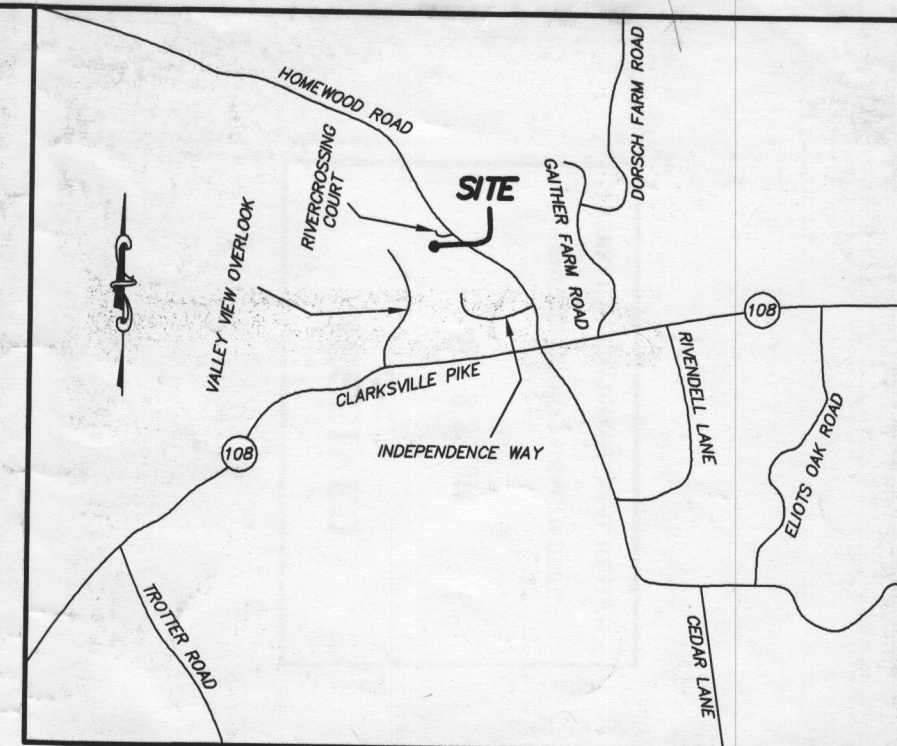 HOMEWOOD ROAD
DORSCH FARM ROAD
RIVERCROSSING
COURT
SITE
GAITHER FARM ROAD
VALLEY VIEW OVERLOOK
108
CLARKSVILLE PIKE
RIVENDELL LANE
INDEPENDENCE WAY
108
ELIOTS OAK ROAD
TROTTER ROAD
CEDAR LANE